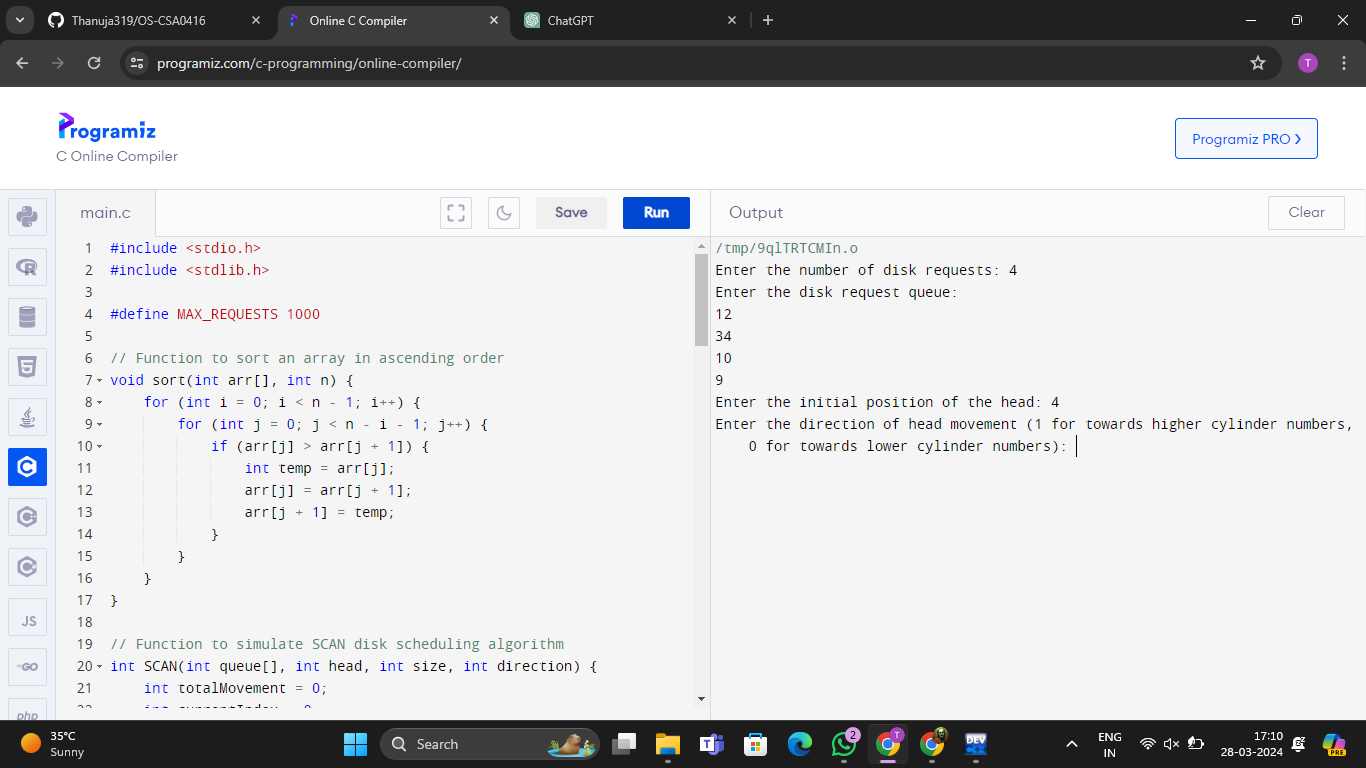 Thanuja319/OS-CSA0416
Online C Compiler
ChatGPT
programiz.com/c-programming/online-compiler/
T
Programiz
C Online Compiler
Programiz PRO
main.c
Save
Run
Output
Clear
1 #include <stdio.h>
2 #include <stdlib.h>
3
4 #define MAX_REQUESTS 1000
5
6 // Function to sort an array in ascending order
7 void sort(int arr[], int n) {
8     for (int i = 0; i < n - 1; i++) {
9         for (int j = 0; j < n - i - 1; j++) {
10             if (arr[j] > arr[j + 1]) {
11                 int temp = arr[j];
12                 arr[j] = arr[j + 1];
13                 arr[j + 1] = temp;
14             }
15         }
16     }
17 }
18
19 // Function to simulate SCAN disk scheduling algorithm
20 int SCAN(int queue[], int head, int size, int direction) {
21     int totalMovement = 0;
/tmp/9qlTRTCMIn.o
Enter the number of disk requests: 4
Enter the disk request queue:
12
34
10
9
Enter the initial position of the head: 4
Enter the direction of head movement (1 for towards higher cylinder numbers,
0 for towards lower cylinder numbers):
JS
GO
php
35°C
Sunny
Search
2
T
DEV
ENG
IN
17:10
28-03-2024
PRE